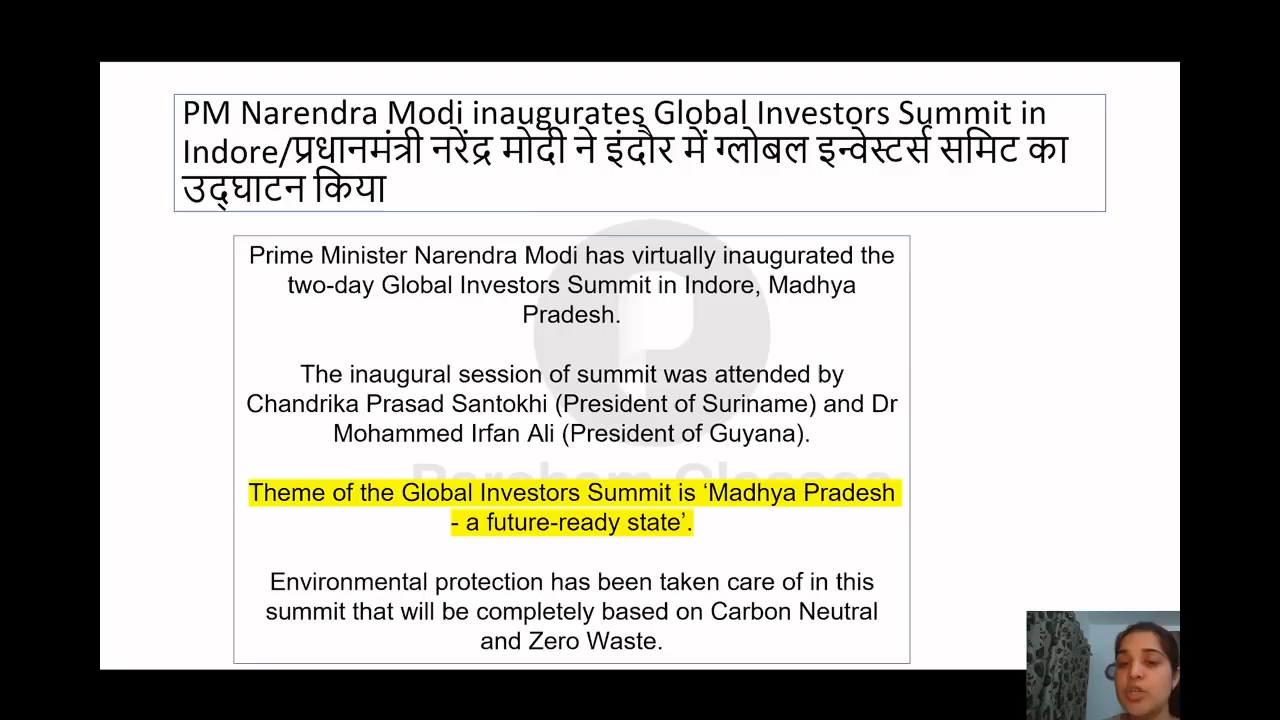 PM Narendra Modi inaugurates Global Investors Summit in
Indore/प्रधानमंत्री नरेंद्र मोदी ने इंदौर में ग्लोबल इन्वेस्टर्स समिट का
उद्घाटन किया
Prime Minister Narendra Modi has virtually inaugurated the
two-day Global Investors Summit in Indore, Madhya
Pradesh.
The inaugural session of summit was attended by
Chandrika Prasad Santokhi (President of Suriname) and Dr
Mohammed Irfan Ali (President of Guyana).
Theme of the Global Investors Summit is ‘Madhya Pradesh
- a future-ready state’.
Environmental protection has been taken care of in this
summit that will be completely based on Carbon Neutral
and Zero Waste.